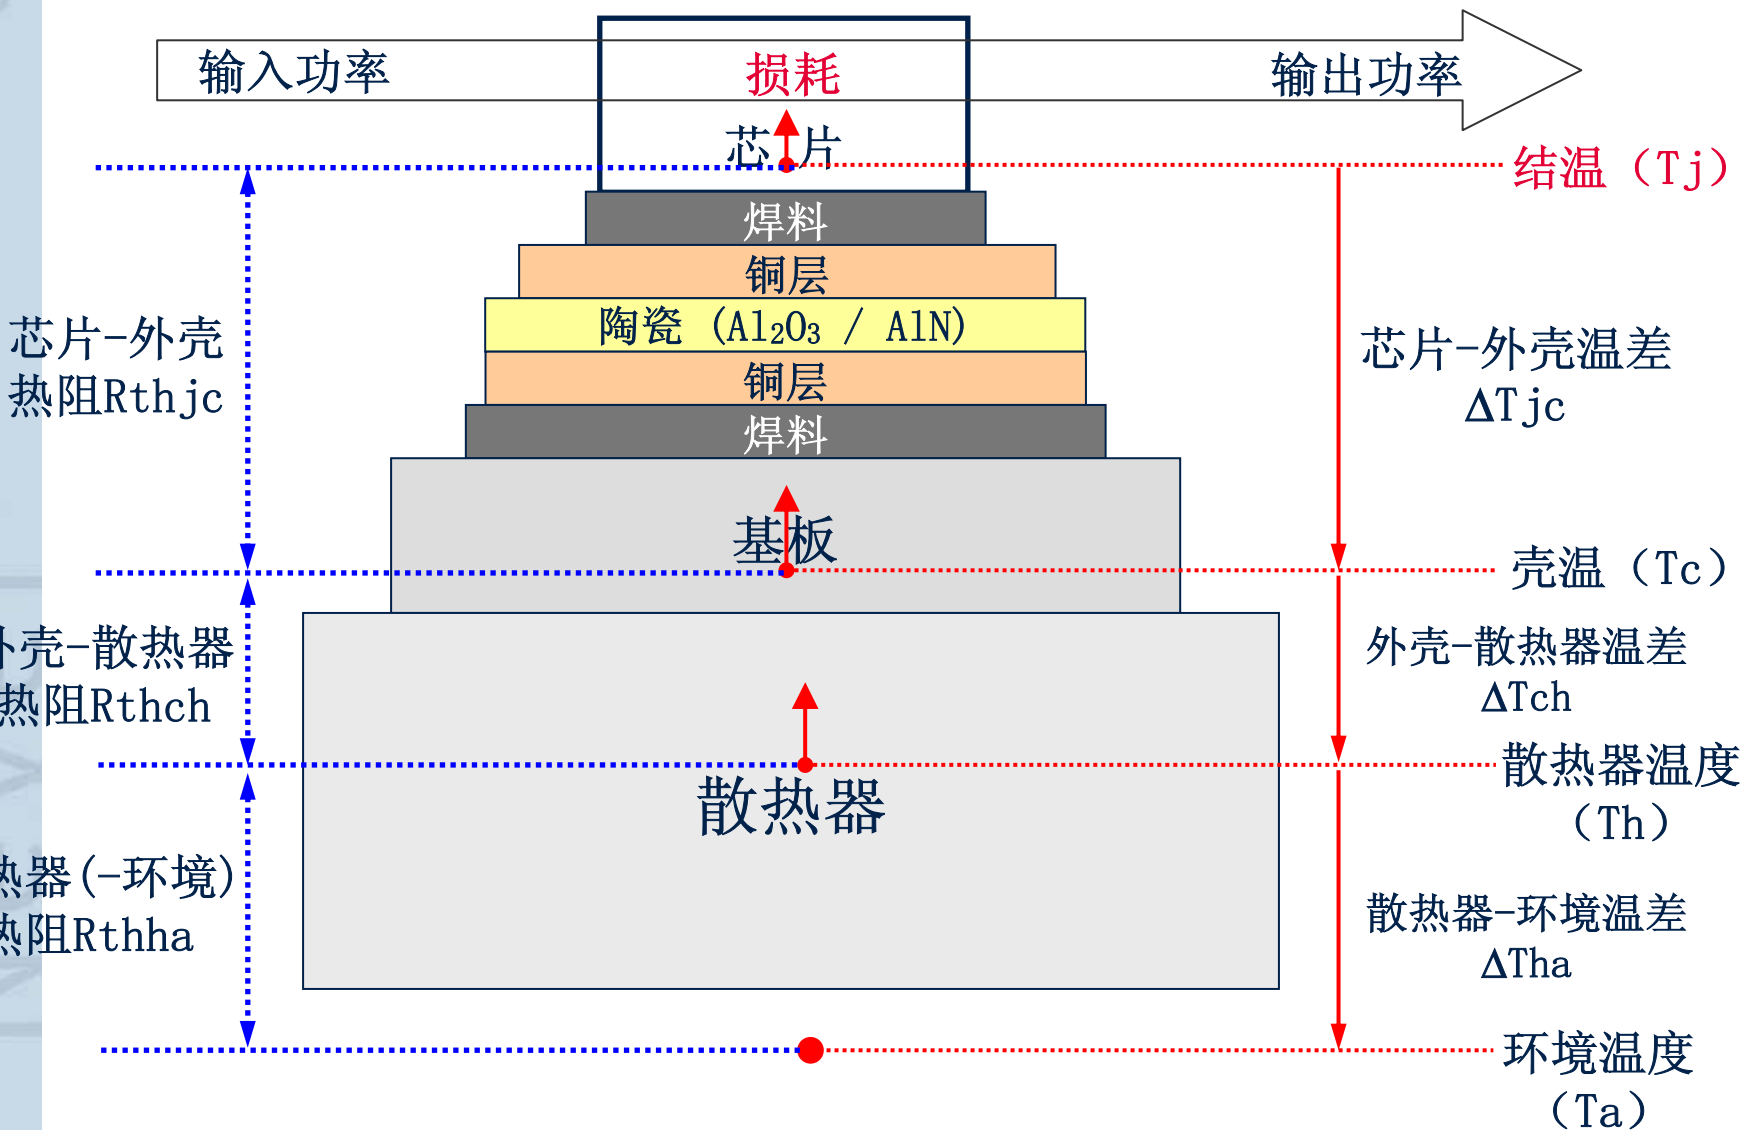 输入功率
损耗
输出功率
芯片
结温（Tj）
焊料
铜层
陶瓷 (Al₂O₃ / AlN)
铜层
焊料
基板
散热器
芯片-外壳
热阻Rthjc
外壳-散热器
热阻Rthch
热器(-环境)
热阻Rthha
芯片-外壳温差
ΔTjc
壳温（Tc）
外壳-散热器温差
ΔTch
散热器温度
（Th）
散热器-环境温差
ΔTha
环境温度
（Ta）